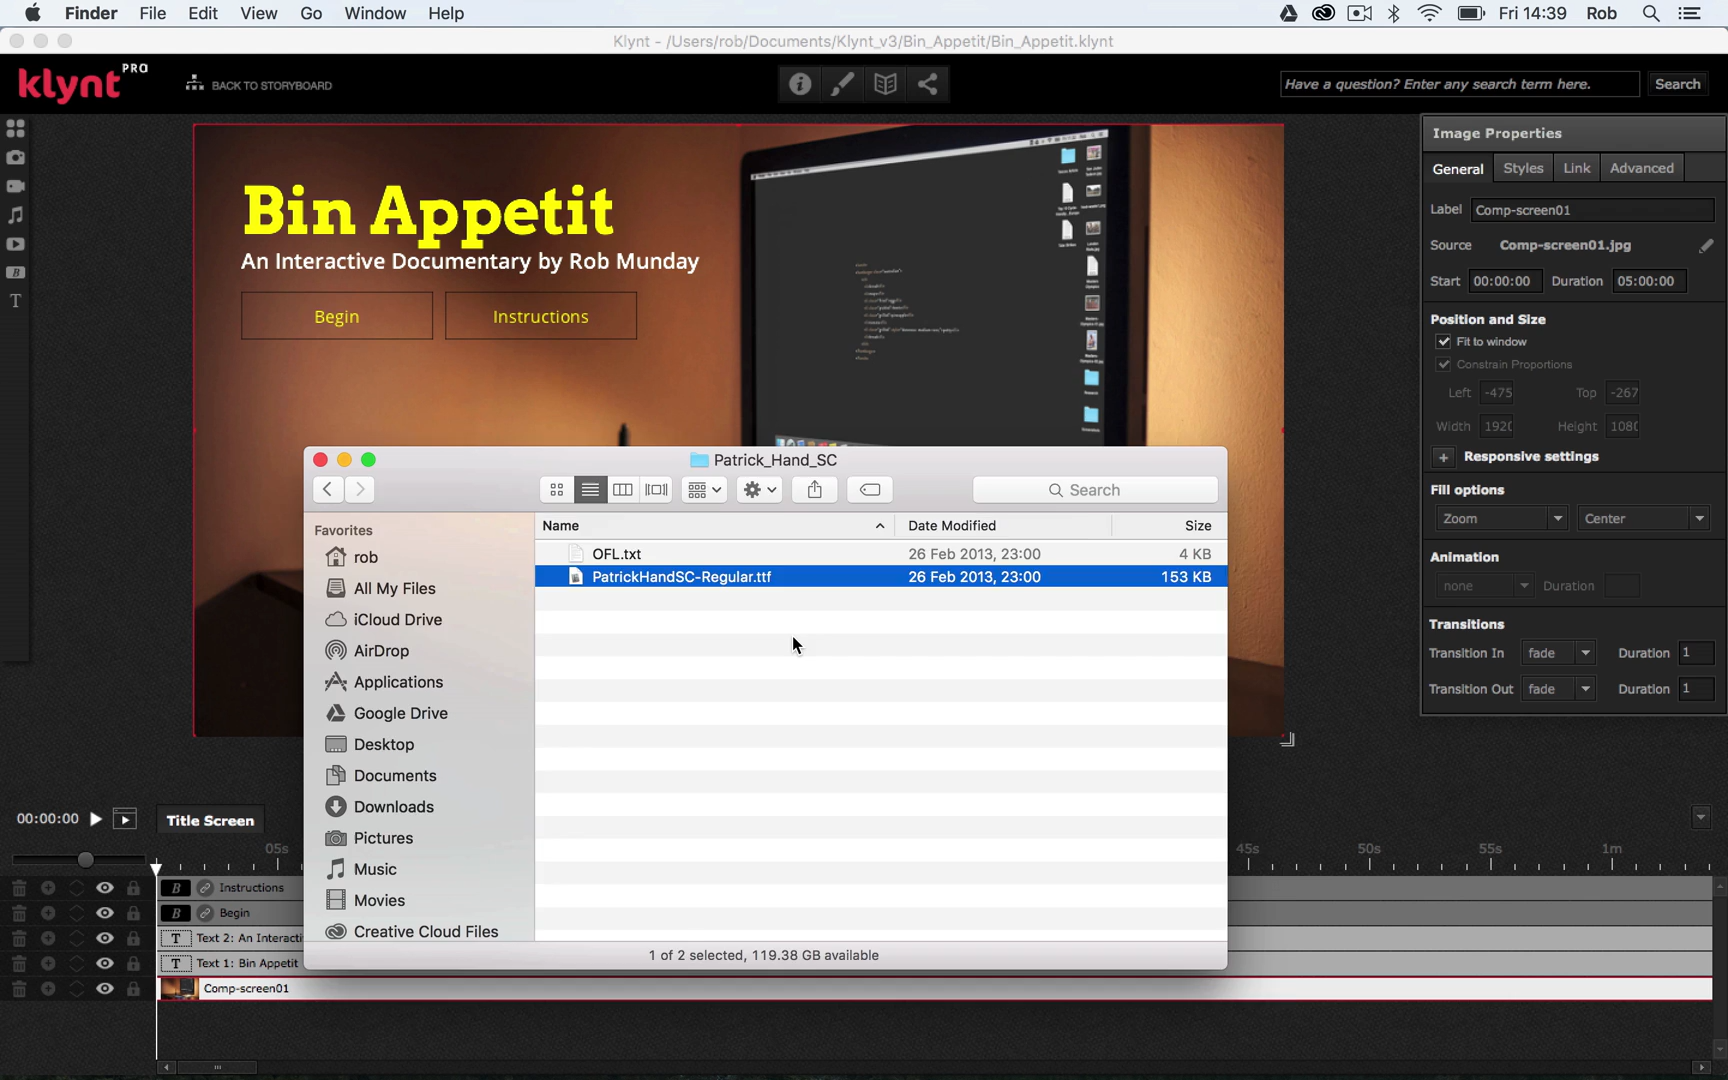 Finder File Edit View Go Window Help Fri 14:39 Rob
Klynt - /Users/rob/Documents/Klynt_v3/Bin_Appetit/Bin_Appetit.klynt
klynt PRO
BACK TO STORYBOARD
Have a question? Enter any search term here.
Search
Bin Appetit
An Interactive Documentary by Rob Munday
Begin
Instructions
B
T
Image Properties
General Styles Link Advanced
Label Comp-screen01
Source Comp-screen01.jpg
Start 00:00:00 Duration 05:00:00
Position and Size
Fit to window
Constrain Proportions
Left -475 Top -267
Width 192( Height 108(
+ Responsive settings
Fill options
Zoom Center
Animation
none Duration
Transitions
Transition In fade Duration 1
Transition Out fade Duration 1
Patrick_Hand_SC
Search
Favorites
rob
All My Files
iCloud Drive
AirDrop
Applications
Google Drive
Desktop
Documents
Downloads
Pictures
Music
Movies
Creative Cloud Files
Name Date Modified Size
OFL.txt 26 Feb 2013, 23:00 4 KB
PatrickHandSC-Regular.ttf 26 Feb 2013, 23:00 153 KB
1 of 2 selected, 119.38 GB available
00:00:00
Title Screen
05s 45s 50s 55s 1m
B Instructions
B Begin
T Text 2: An Interacti
T Text 1: Bin Appetit
Comp-screen01